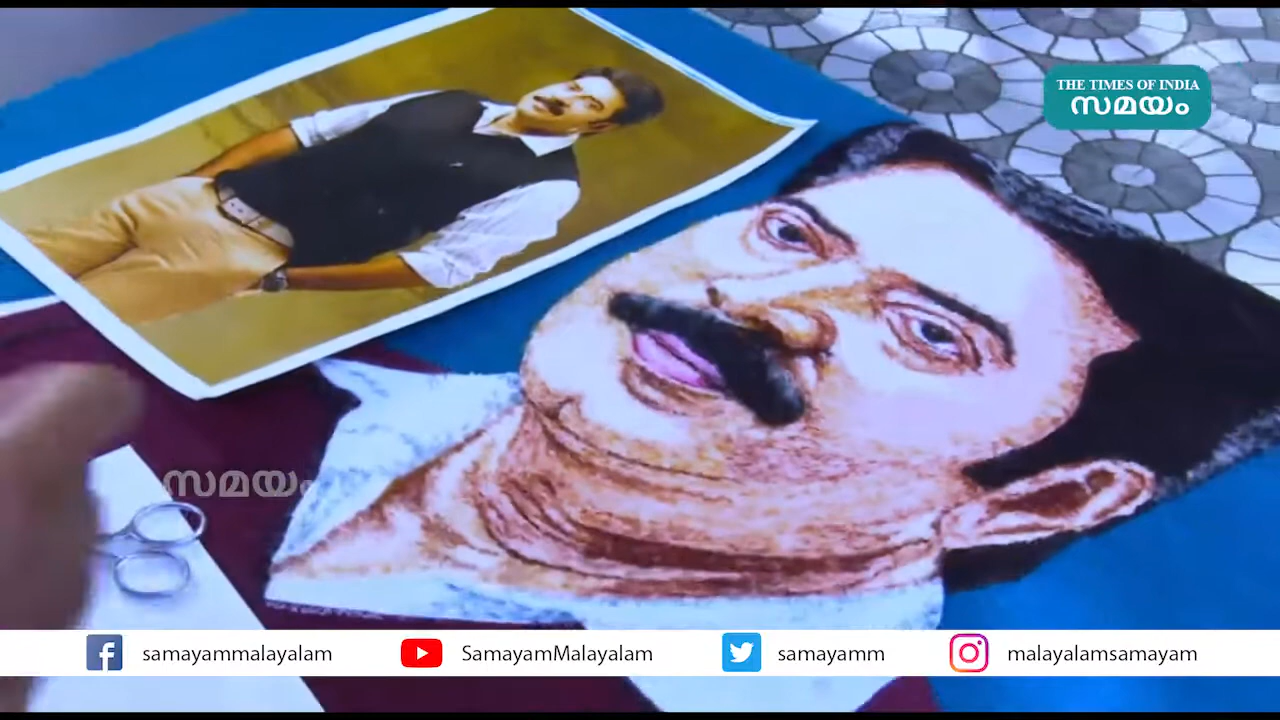 THE TIMES OF INDIA
സമയം
സമയം
samayammalayalam
SamayamMalayalam
samayamm
malayalamsamayam